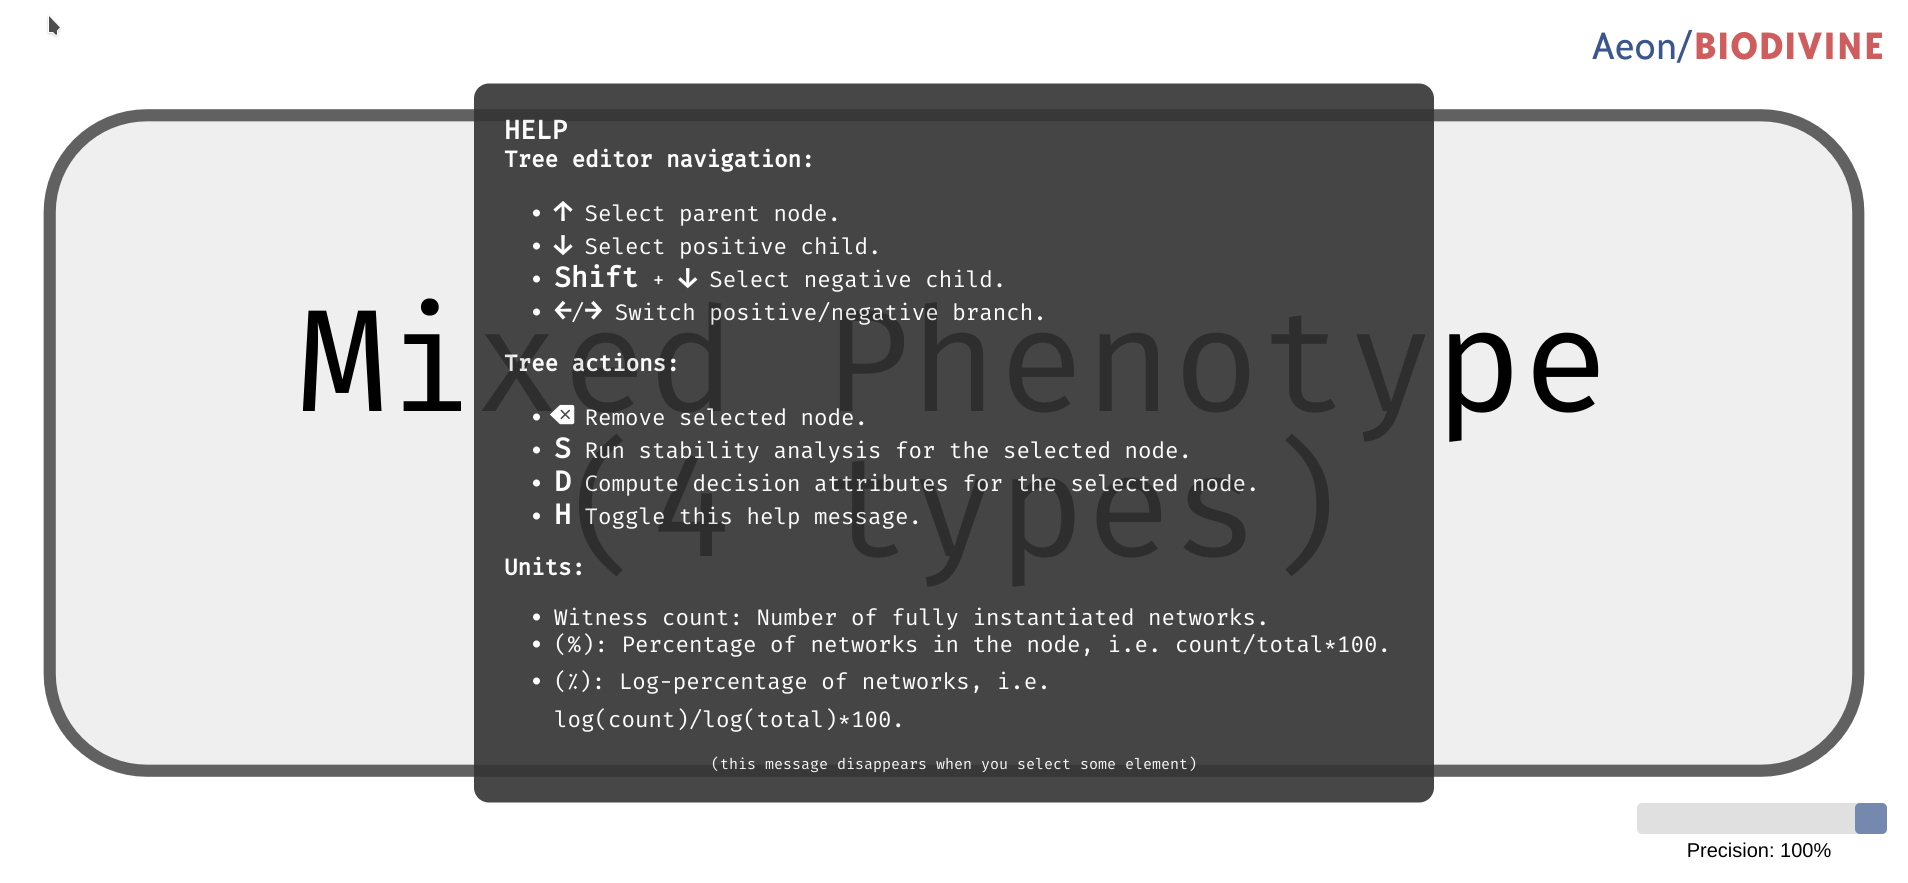 Aeon/BIODIVINE
HELP
Tree editor navigation:
• ↑ Select parent node.
• ↓ Select positive child.
• Shift + ↓ Select negative child.
• ←/→ Switch positive/negative branch.
Mixed Phenotype
Tree actions:
• ⌫ Remove selected node.
• S Run stability analysis for the selected node.
• D Compute decision attributes for the selected node.
(4 types)
• H Toggle this help message.
Units:
• Witness count: Number of fully instantiated networks.
• (%): Percentage of networks in the node, i.e. count/total*100.
• (٪): Log-percentage of networks, i.e.
log(count)/log(total)*100.
(this message disappears when you select some element)
Precision: 100%